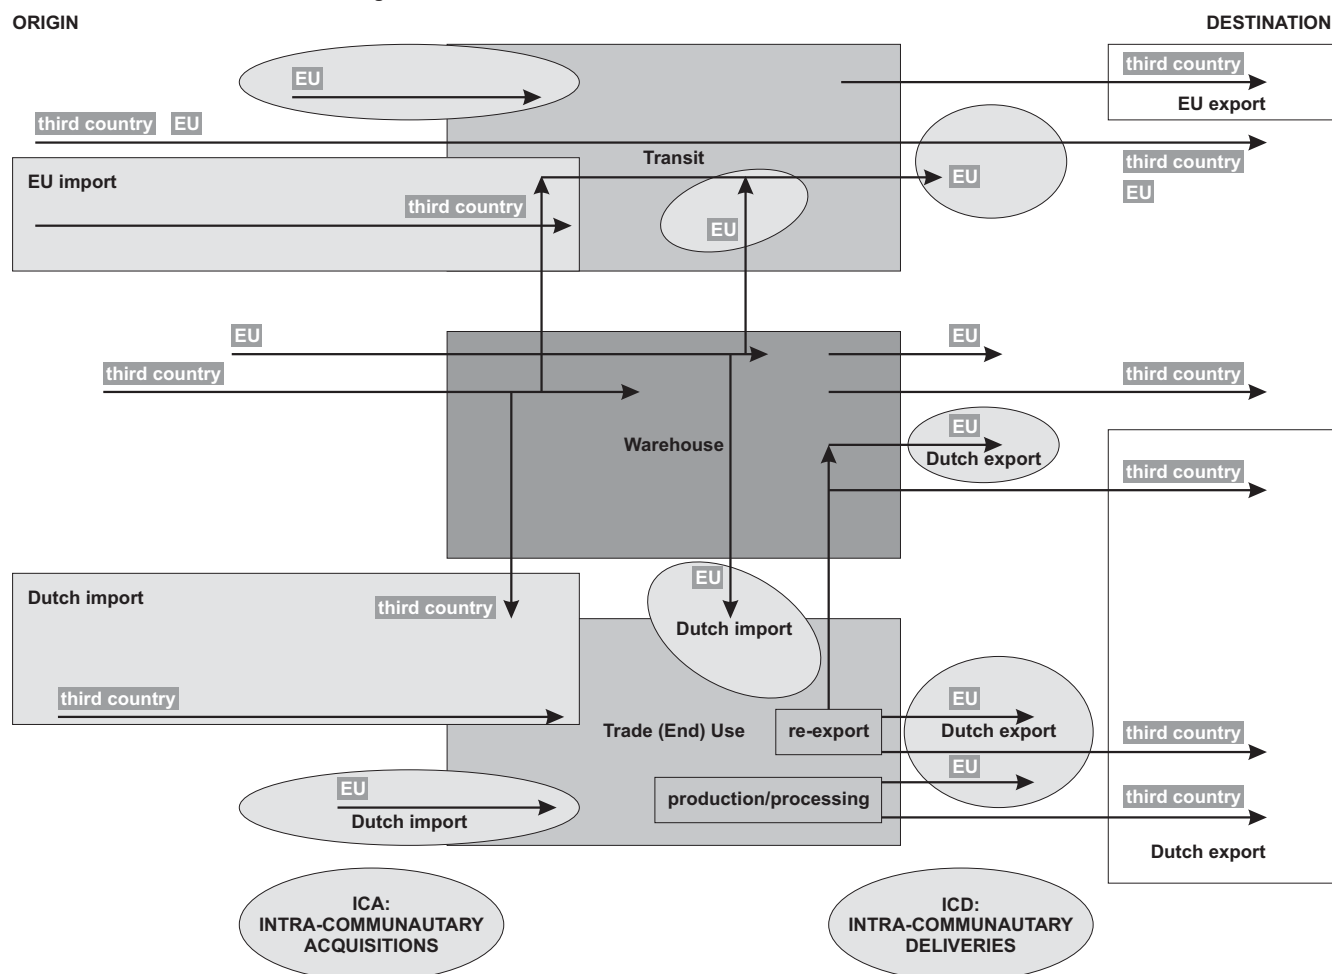 ORIGIN
DESTINATION
EU
third country
EU export
third country EU
Transit
third country
EU import
third country
EU
EU
EU
EU
EU
third country
third country
EU
Warehouse
Dutch export
third country
EU
Dutch import
third country
Dutch import
third country
EU
Trade (End) Use
re-export
Dutch export
third country
EU
EU
production/processing
third country
Dutch import
Dutch export
ICA:
INTRA-COMMUNAUTARY
ACQUISITIONS
ICD:
INTRA-COMMUNAUTARY
DELIVERIES